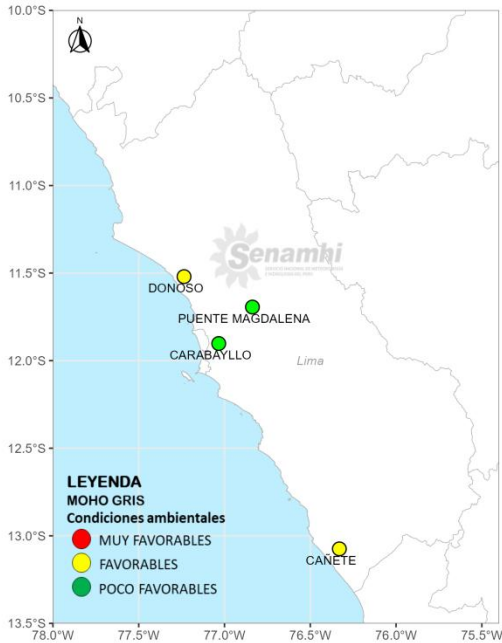 10.0°S
N
10.5°S
11.0°S
Senamhi
11.5°S
DONOSO
PUENTE MAGDALENA
CARABAYLLO
12.0°S
Lima
12.5°S
LEYENDA
MOHO GRIS
Condiciones ambientales
13.0°S
MUY FAVORABLES
FAVORABLES
CAÑETE
POCO FAVORABLES
13.5°S
78.0°W 77.5°W 77.0°W 76.5°W 76.0°W 75.5°W